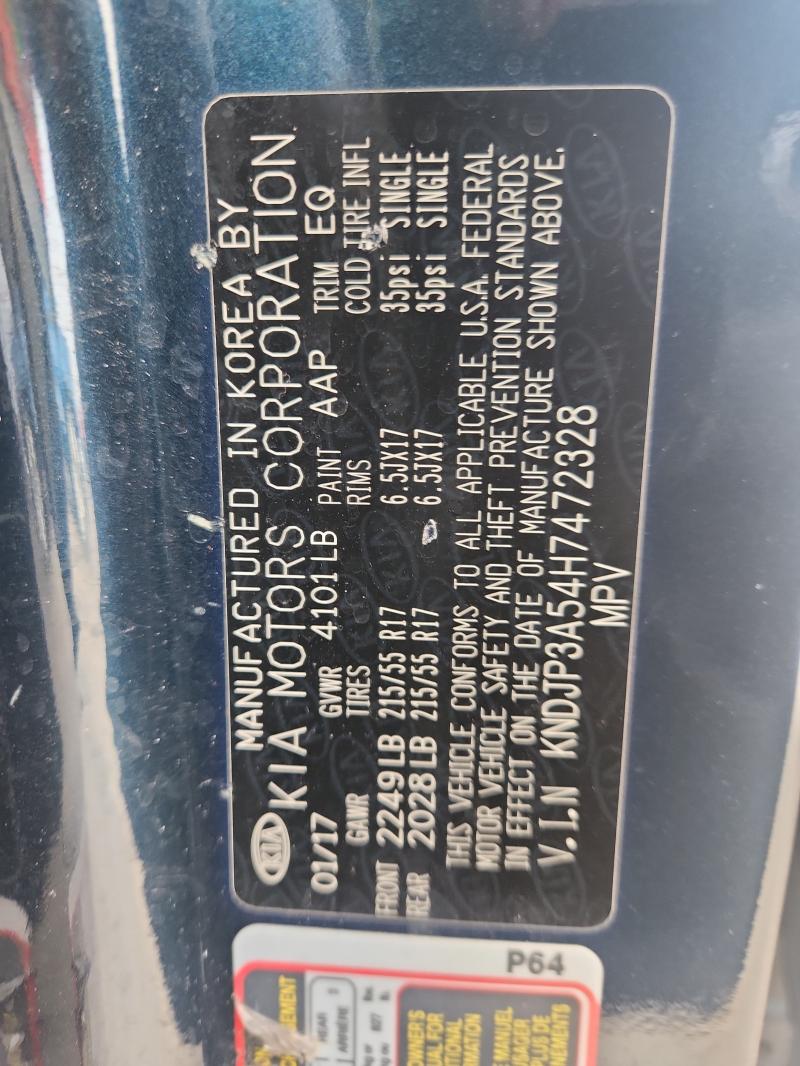 MANUFACTURED IN KOREA BY
KIA KIA MOTORS CORPORATION.
01/17 GVWR 4101LB PAINT AAP TRIM EQ
GAWR TIRES RIMS COLD TIRE INFL
FRONT 2249LB 215/55 R17 6.5JX17 35psi SINGLE
REAR 2028LB 215/55 R17 6.5JX17 35psi SINGLE
THIS VEHICLE CONFORMS TO ALL APPLICABLE U.S.A. FEDERAL
MOTOR VEHICLE SAFETY AND THEFT PREVENTION STANDARDS
IN EFFECT ON THE DATE OF MANUFACTURE SHOWN ABOVE.
V.I.N KNDJP3A54H7472328
MPV
REAR
ARRIÈRE
P64